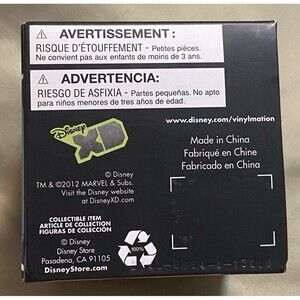 AVERTISSEMENT :
RISQUE D'ÉTOUFFEMENT - Petites pièces.
Ne convient pas aux enfants de moins de 3 ans.
ADVERTENCIA:
RIESGO DE ASFIXIA - Partes pequeñas. No apto
para niños menores de tres años de edad.
www.disney.com/vinylmation
Disney
XD
Made in China
Fabriqué en Chine
Fabricado en China
© Disney
TM & ©2012 MARVEL & Subs.
Visit the Disney website
at DisneyXD.com
COLLECTIBLE ITEM
ARTICLE DE COLLECTION
FIGURAS DE COLECCIÓN
© Disney
Disney Store
Pasadena, CA 91105
DisneyStore.com
100%